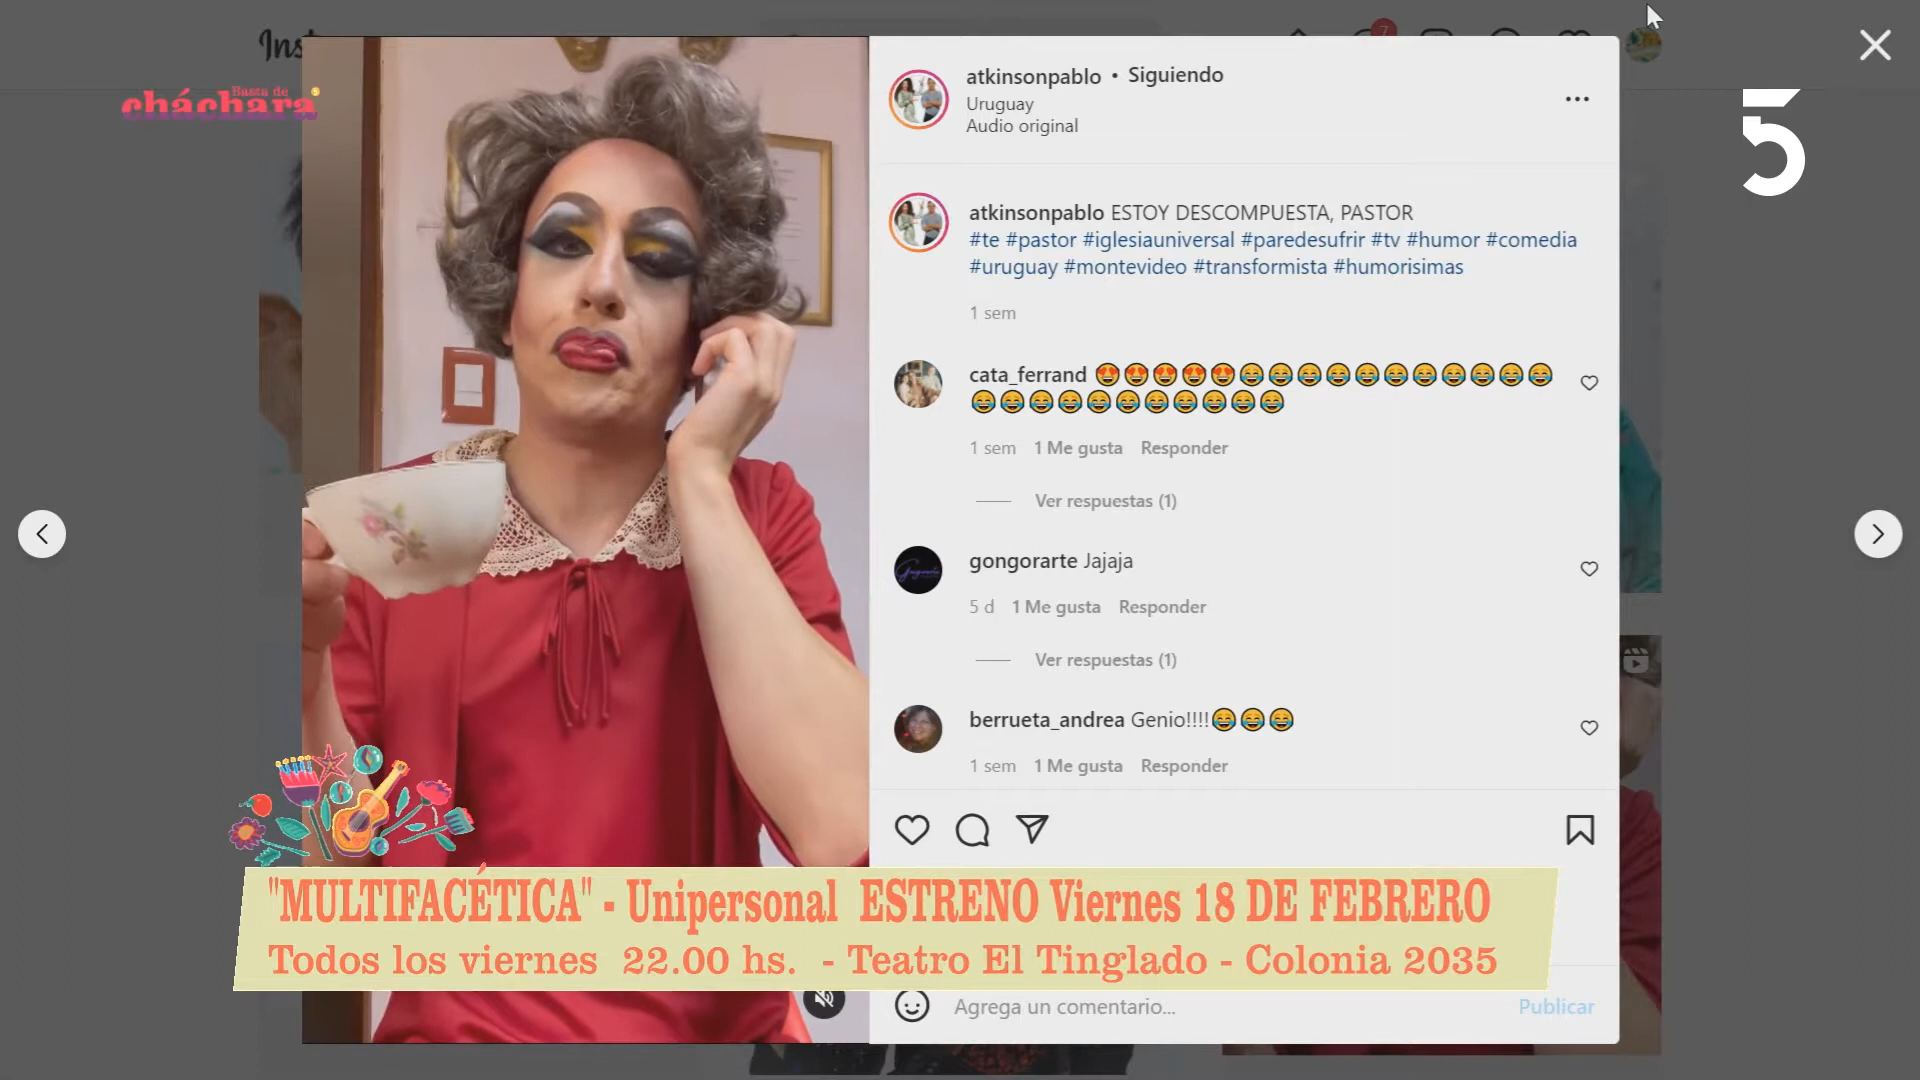 Inst
7
Basta de
cháchara
5
atkinsonpablo • Siguiendo
Uruguay
Audio original
atkinsonpablo ESTOY DESCOMPUESTA, PASTOR
#te #pastor #iglesiauniversal #paredesufrir #tv #humor #comedia
#uruguay #montevideo #transformista #humorisimas
1 sem
cata_ferrand 😍😍😍😍😍😂😂😂😂😂😂😂😂😂😂😂
😂😂😂😂😂😂😂😂😂😂😂
1 sem 1 Me gusta Responder
Ver respuestas (1)
gongorarte Jajaja
5 d 1 Me gusta Responder
Ver respuestas (1)
berrueta_andrea Genio!!!!😂😂😂
1 sem 1 Me gusta Responder
"MULTIFACÉTICA" - Unipersonal ESTRENO Viernes 18 DE FEBRERO
Todos los viernes 22.00 hs. - Teatro El Tinglado - Colonia 2035
Agrega un comentario... Publicar